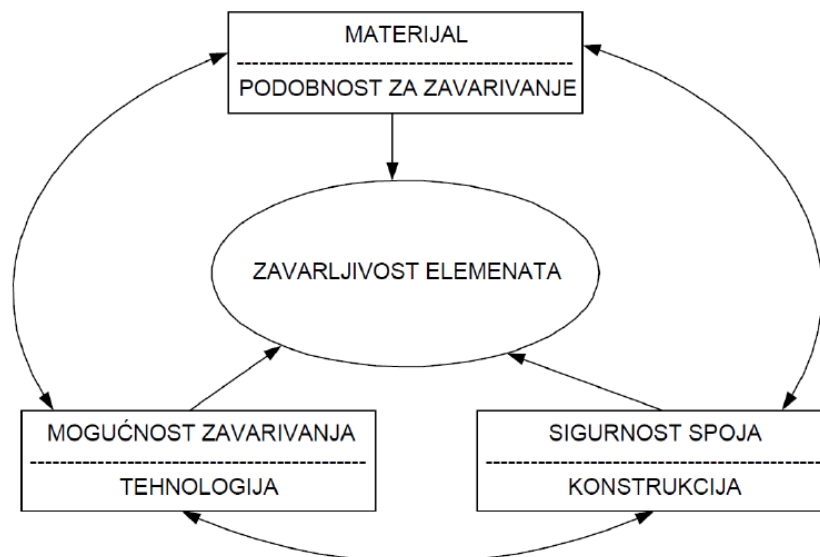 MATERIJAL
PODOBNOST ZA ZAVARIVANJE
ZAVARLJIVOST ELEMENATA
MOGUĆNOST ZAVARIVANJA
TEHNOLOGIJA
SIGURNOST SPOJA
KONSTRUKCIJA